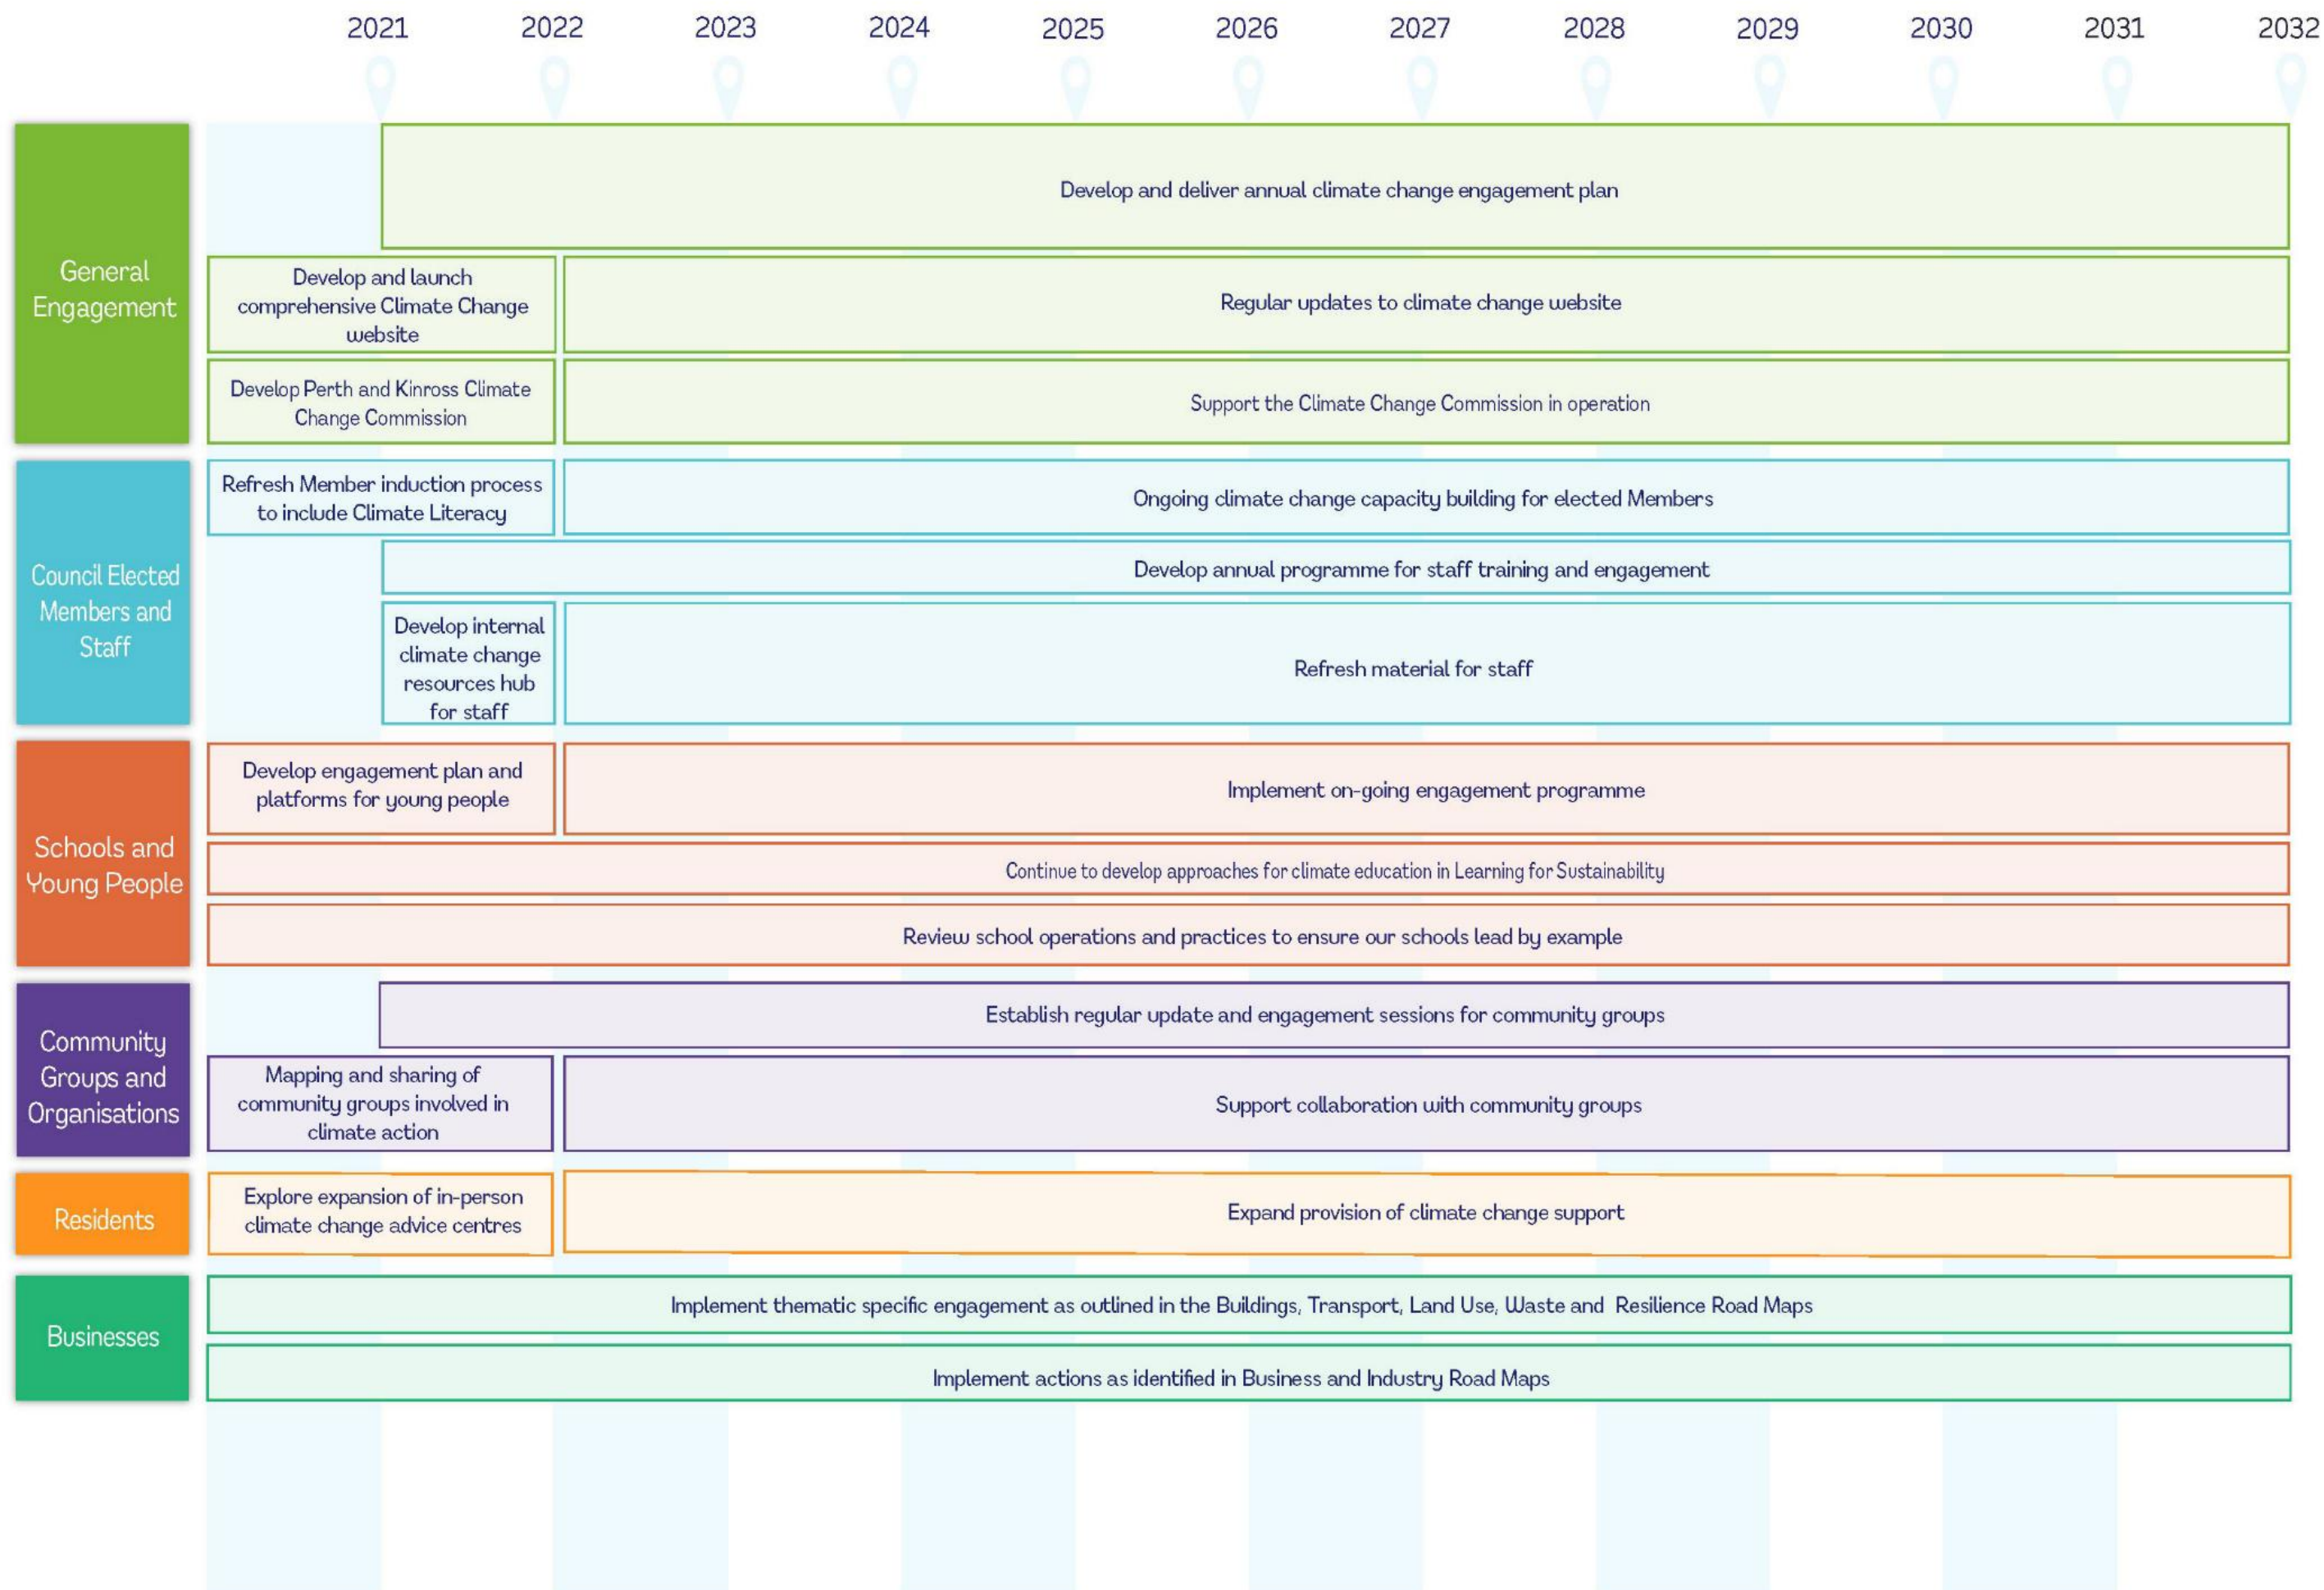 2021 2022 2023 2024 2025 2026 2027 2028 2029 2030 2031 2032
General
Engagement
Develop and deliver annual climate change engagement plan
Develop and launch
comprehensive Climate Change
website
Regular updates to climate change website
Develop Perth and Kinross Climate
Change Commission
Support the Climate Change Commission in operation
Council Elected
Members and
Staff
Refresh Member induction process
to include Climate Literacy
Ongoing climate change capacity building for elected Members
Develop annual programme for staff training and engagement
Develop internal
climate change
resources hub
for staff
Refresh material for staff
Schools and
Young People
Develop engagement plan and
platforms for young people
Implement on-going engagement programme
Continue to develop approaches for climate education in Learning for Sustainability
Review school operations and practices to ensure our schools lead by example
Community
Groups and
Organisations
Establish regular update and engagement sessions for community groups
Mapping and sharing of
community groups involved in
climate action
Support collaboration with community groups
Residents
Explore expansion of in-person
climate change advice centres
Expand provision of climate change support
Businesses
Implement thematic specific engagement as outlined in the Buildings, Transport, Land Use, Waste and Resilience Road Maps
Implement actions as identified in Business and Industry Road Maps